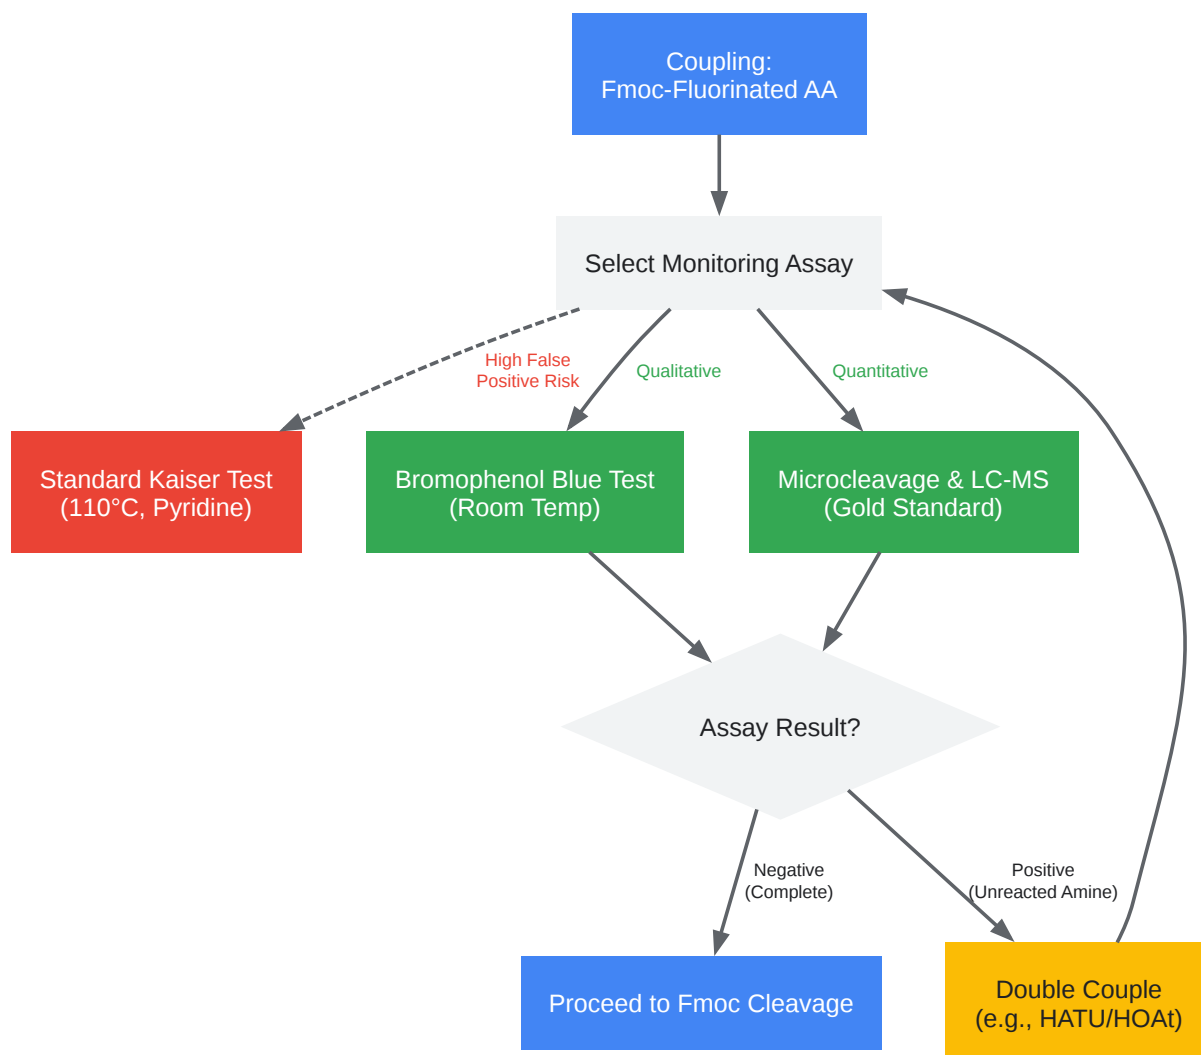 Coupling:
Fmoc-Fluorinated AA
Select Monitoring Assay
High False
Positive Risk
Qualitative
Quantitative
Standard Kaiser Test
(110°C, Pyridine)
Bromophenol Blue Test
(Room Temp)
Microcleavage & LC-MS
(Gold Standard)
Assay Result?
Negative
(Complete)
Positive
(Unreacted Amine)
Proceed to Fmoc Cleavage
Double Couple
(e.g., HATU/HOAt)